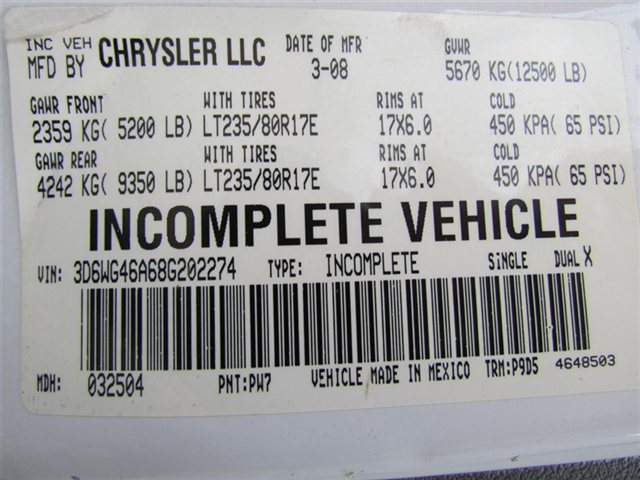 INC VEH MFD BY CHRYSLER LLC DATE OF MFR 3-08 GVWR 5670 KG(12500 LB)
GAWR FRONT WITH TIRES RIMS AT COLD
2359 KG( 5200 LB) LT235/80R17E 17X6.0 450 KPA( 65 PSI)
GAWR REAR WITH TIRES RIMS AT COLD
4242 KG( 9350 LB) LT235/80R17E 17X6.0 450 KPA( 65 PSI)
INCOMPLETE VEHICLE
VIN: 3D6WG46A68G202274 TYPE: INCOMPLETE SINGLE DUAL X
MDH: 032504 PNT:PW7 VEHICLE MADE IN MEXICO TRM:P9D5 4648503